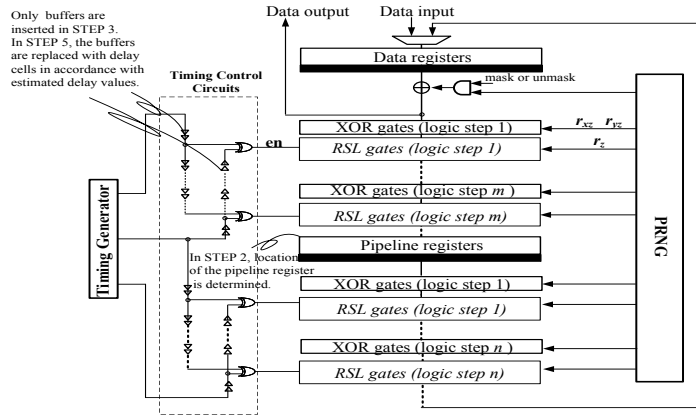 Only buffers are
inserted in STEP 3.
In STEP 5, the buffers
are replaced with delay
cells in accordance with
estimated delay values.
Timing Control
Circuits
Data output
Data input
Data registers
mask or unmask
XOR gates (logic step 1)
RSL gates (logic step 1)
en
r_xz r_yz
r_z
XOR gates (logic step m )
RSL gates (logic step m)
Timing Generator
PRNG
In STEP 2, location
of the pipeline register
is determined.
Pipeline registers
XOR gates (logic step 1)
RSL gates (logic step 1)
XOR gates (logic step n )
RSL gates (logic step n)